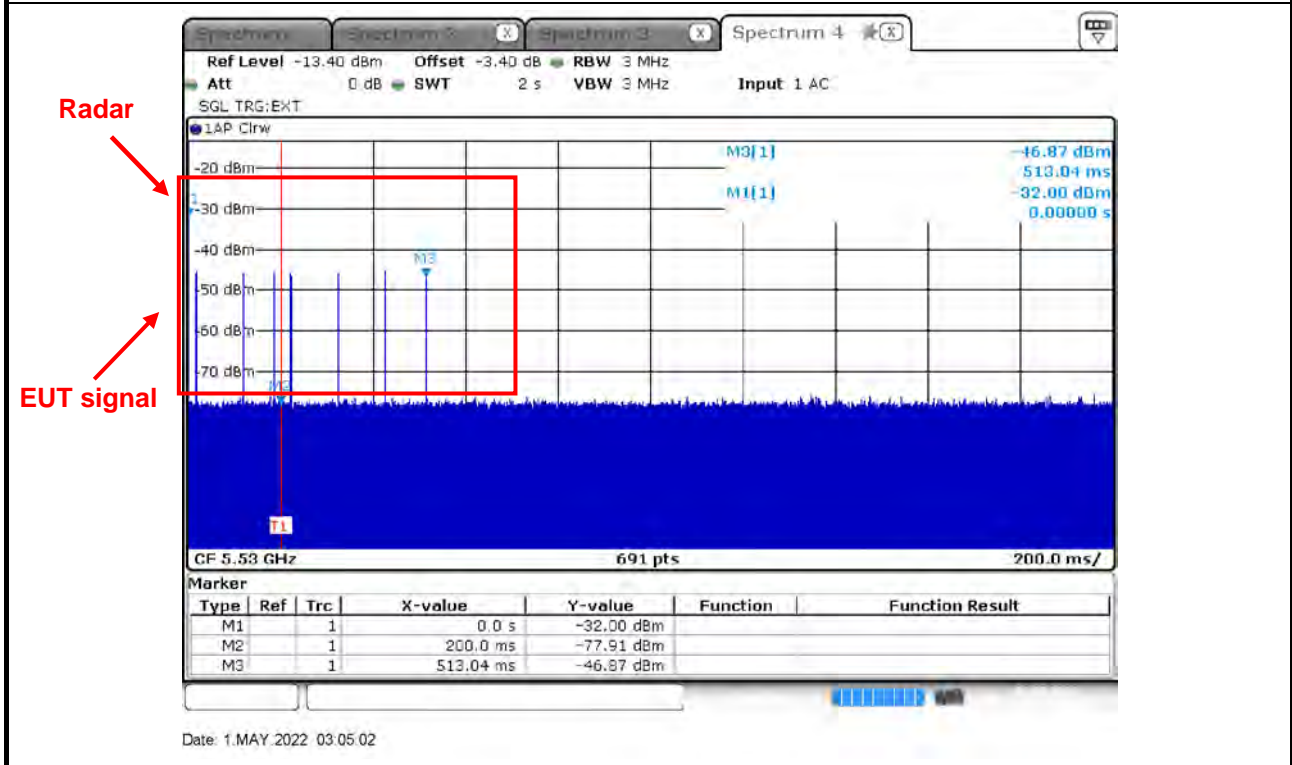 Spectrum 4
Ref Level -13.40 dBm Offset -3.40 dB RBW 3 MHz
Att 0 dB SWT 2 s VBW 3 MHz Input 1 AC
SGL TRG:EXT
Radar
1AP Clrw
M3[1] -46.87 dBm
513.04 ms
M1[1] -32.00 dBm
0.00000 s
-20 dBm
-30 dBm
-40 dBm
M3
-50 dBm
-60 dBm
-70 dBm
M2
EUT signal
T1
CF 5.53 GHz 691 pts 200.0 ms/
Marker
Type Ref Trc X-value Y-value Function Function Result
M1 1 0.0 s -32.00 dBm
M2 1 200.0 ms -77.91 dBm
M3 1 513.04 ms -46.87 dBm
Date: 1.MAY.2022 03:05:02